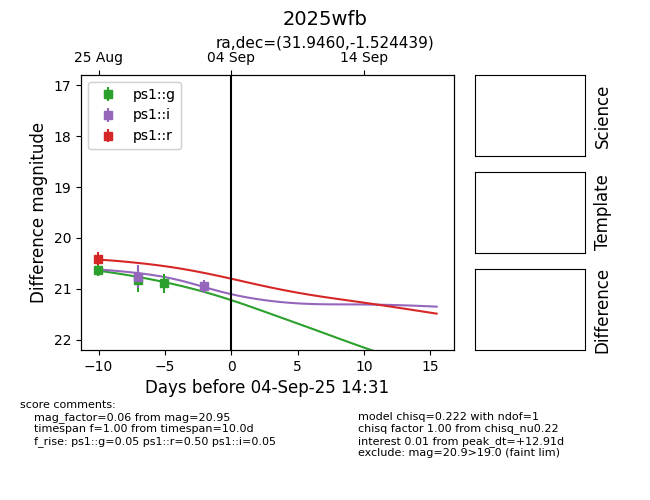 2025wfb
ra,dec=(31.9460,-1.524439)
25 Aug
04 Sep
14 Sep
17
18
19
20
21
22
Difference magnitude
ps1::g
ps1::i
ps1::r
−10
−5
0
5
10
15
Days before 04-Sep-25 14:31
Science
Template
Difference
score comments:
mag_factor=0.06 from mag=20.95
timespan f=1.00 from timespan=10.0d
f_rise: ps1::g=0.05 ps1::r=0.50 ps1::i=0.05
model chisq=0.222 with ndof=1
chisq factor 1.00 from chisq_nu0.22
interest 0.01 from peak_dt=+12.91d
exclude: mag=20.9>19.0 (faint lim)